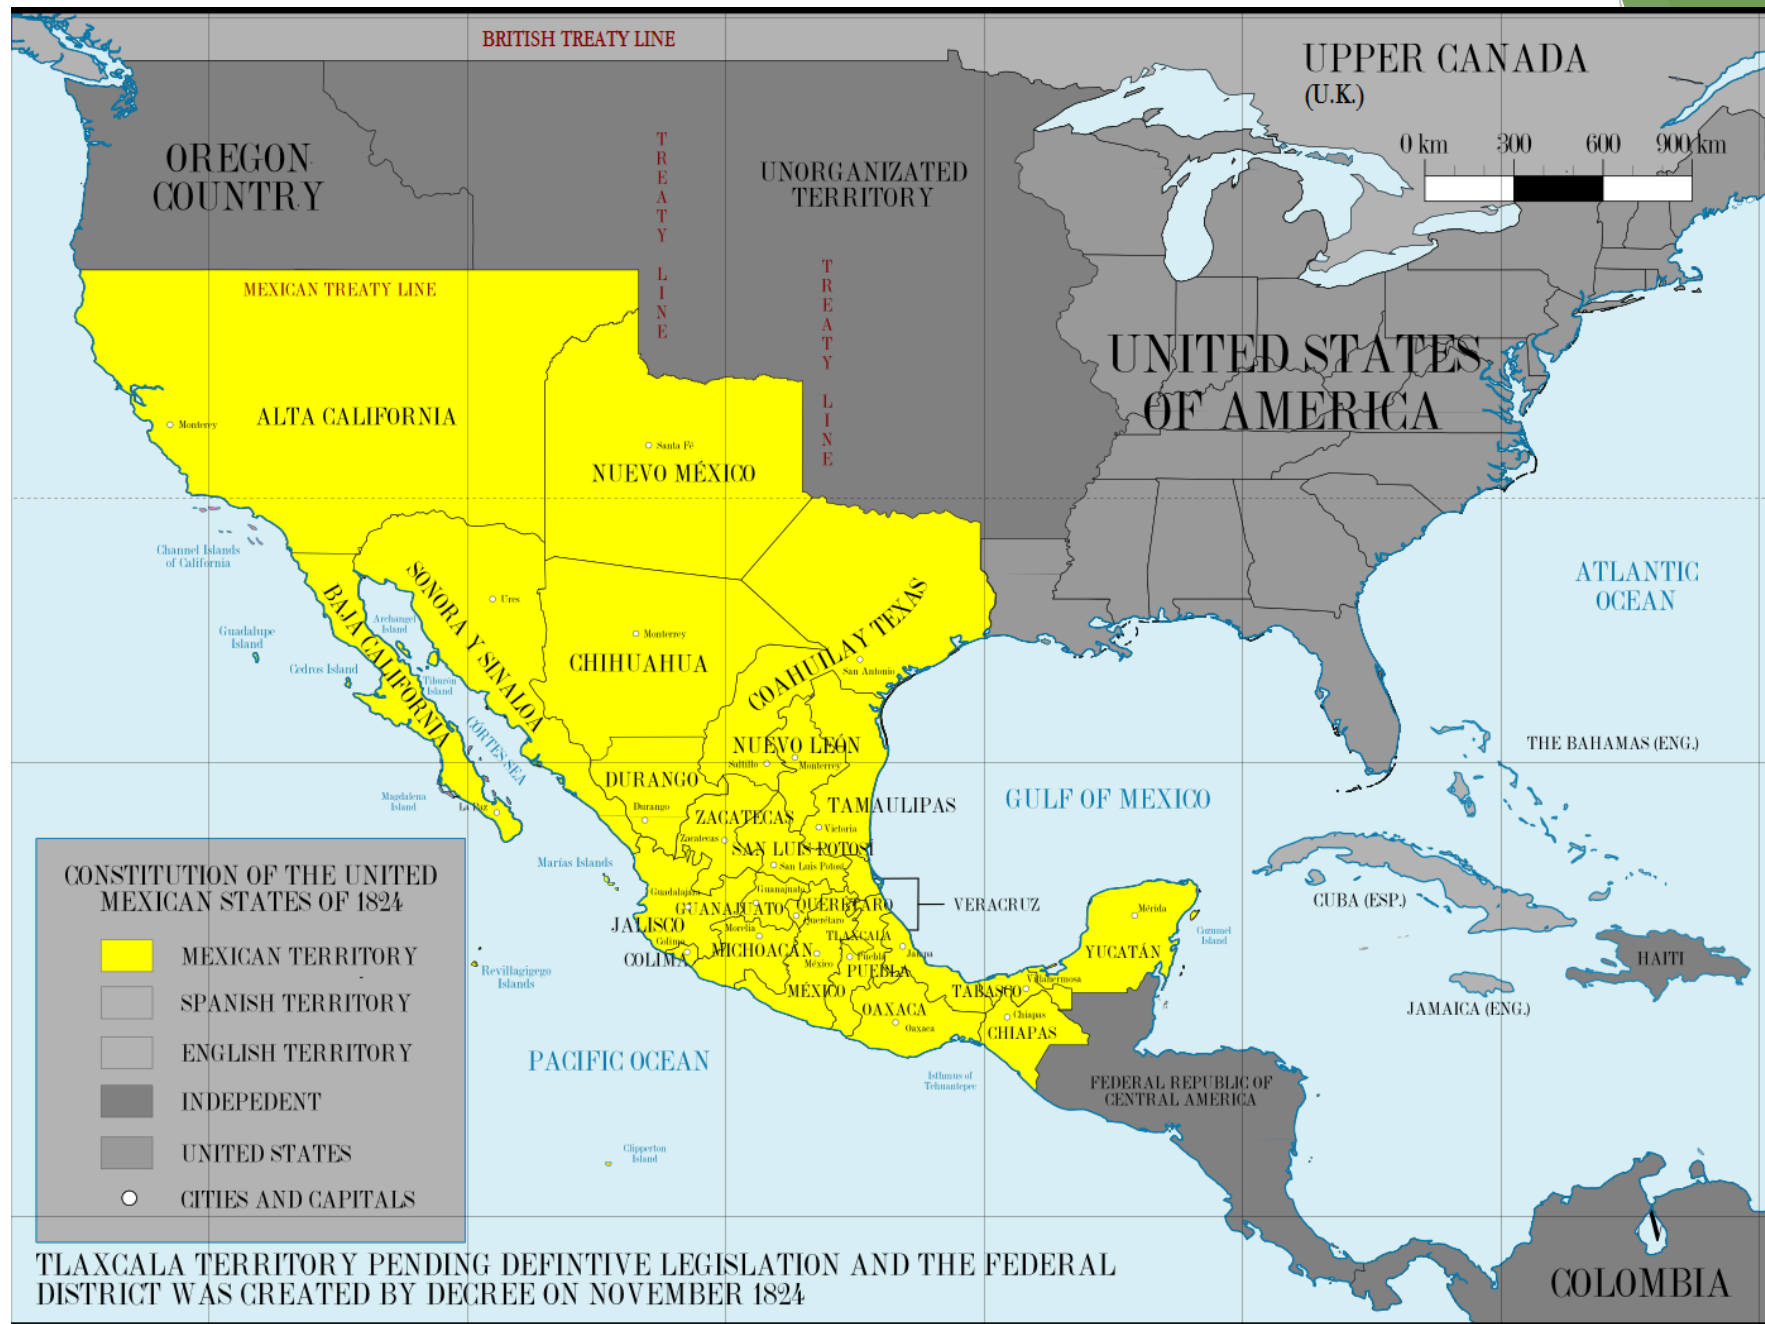 BRITISH TREATY LINE
UPPER CANADA
(U.K.)
0 km 300 600 900 km
OREGON
COUNTRY
TREATY LINE
UNORGANIZATED
TERRITORY
TREATY LINE
MEXICAN TREATY LINE
UNITED STATES
OF AMERICA
ALTA CALIFORNIA
Monterey
Santa Fé
NUEVO MÉXICO
Channel Islands
of California
ATLANTIC
OCEAN
SONORA Y SINALOA
Ures
BAJA CALIFORNIA
Archangel
Island
Guadalupe
Island
Cedros Island
Tiburón
Island
CÓRTES SEA
Monterrey
CHIHUAHUA
COAHUILA Y TEXAS
San Antonio
NUEVO LEÓN
Saltillo
Monterrey
THE BAHAMAS (ENG.)
DURANGO
Durango
Magdalena
Island
La Paz
GULF OF MEXICO
TAMAULIPAS
ZACATECAS
Zacatecas
Victoria
SAN LUIS POTOSÍ
San Luis Potosí
Marías Islands
Guadalajara
Guanajuato
GUANAJUATO
QUERÉTARO
Querétaro
VERACRUZ
JALISCO
Morelia
TLAXCALA
Colima
COLIMA
MICHOACÁN
México
Puebla
PUEBLA
Jalapa
Mérida
YUCATÁN
Cozumel
Island
CUBA (ESP.)
HAITI
JAMAICA (ENG.)
Revillagigego
Islands
MÉXICO
OAXACA
Oaxaca
TABASCO
Villahermosa
Chiapas
CHIAPAS
PACIFIC OCEAN
Isthmus of
Tehuantepec
FEDERAL REPUBLIC OF
CENTRAL AMERICA
Clipperton
Island
COLOMBIA
CONSTITUTION OF THE UNITED
MEXICAN STATES OF 1824
MEXICAN TERRITORY
SPANISH TERRITORY
ENGLISH TERRITORY
INDEPEDENT
UNITED STATES
CITIES AND CAPITALS
TLAXCALA TERRITORY PENDING DEFINTIVE LEGISLATION AND THE FEDERAL
DISTRICT WAS CREATED BY DECREE ON NOVEMBER 1824